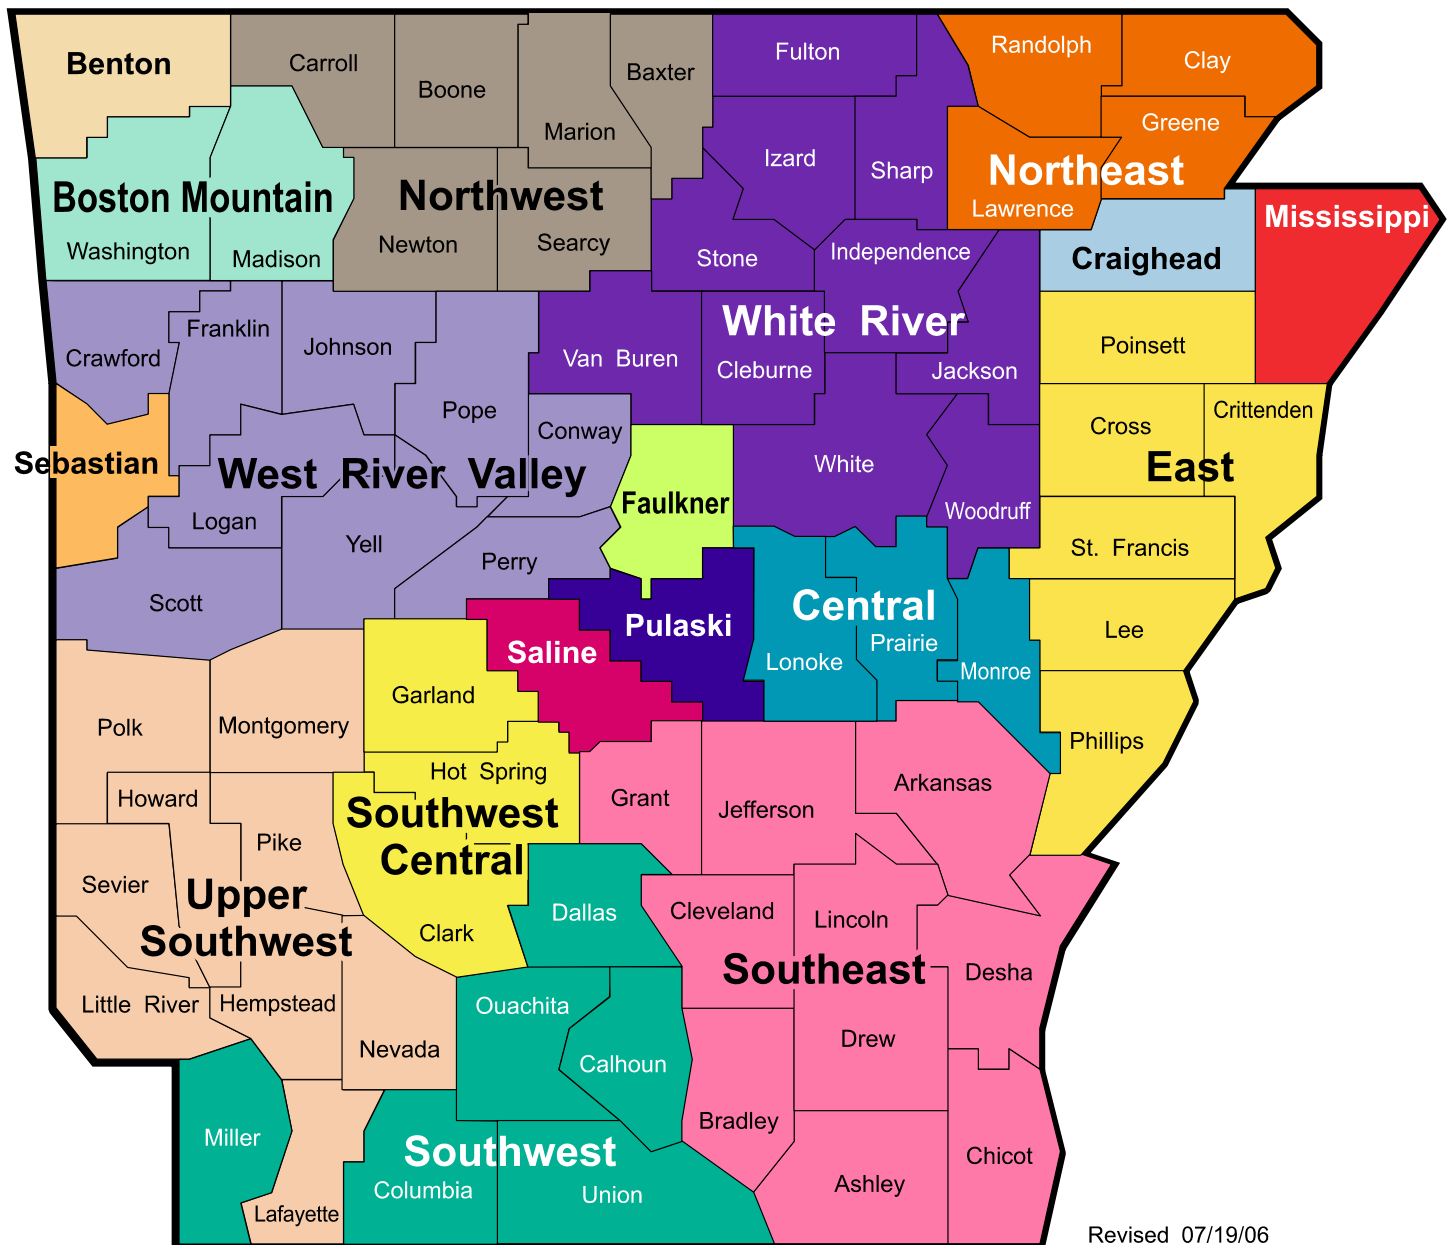 Benton
Carroll
Boone
Marion
Baxter
Fulton
Randolph
Clay
Greene
Izard
Sharp
Northeast
Lawrence
Boston Mountain
Washington
Madison
Northwest
Newton
Searcy
Stone
Independence
Mississippi
Craighead
Crawford
Franklin
Johnson
Pope
Van Buren
White River
Cleburne
Jackson
Poinsett
Cross
Crittenden
East
Sebastian
West River Valley
Conway
Logan
Yell
Perry
Scott
Faulkner
White
Woodruff
St. Francis
Lee
Phillips
Pulaski
Saline
Central
Lonoke
Prairie
Monroe
Polk
Montgomery
Garland
Hot Spring
Southwest
Central
Clark
Howard
Pike
Sevier
Upper
Southwest
Little River
Hempstead
Nevada
Grant
Jefferson
Arkansas
Dallas
Cleveland
Lincoln
Southeast
Desha
Ouachita
Calhoun
Drew
Bradley
Miller
Lafayette
Southwest
Columbia
Union
Ashley
Chicot
Revised 07/19/06